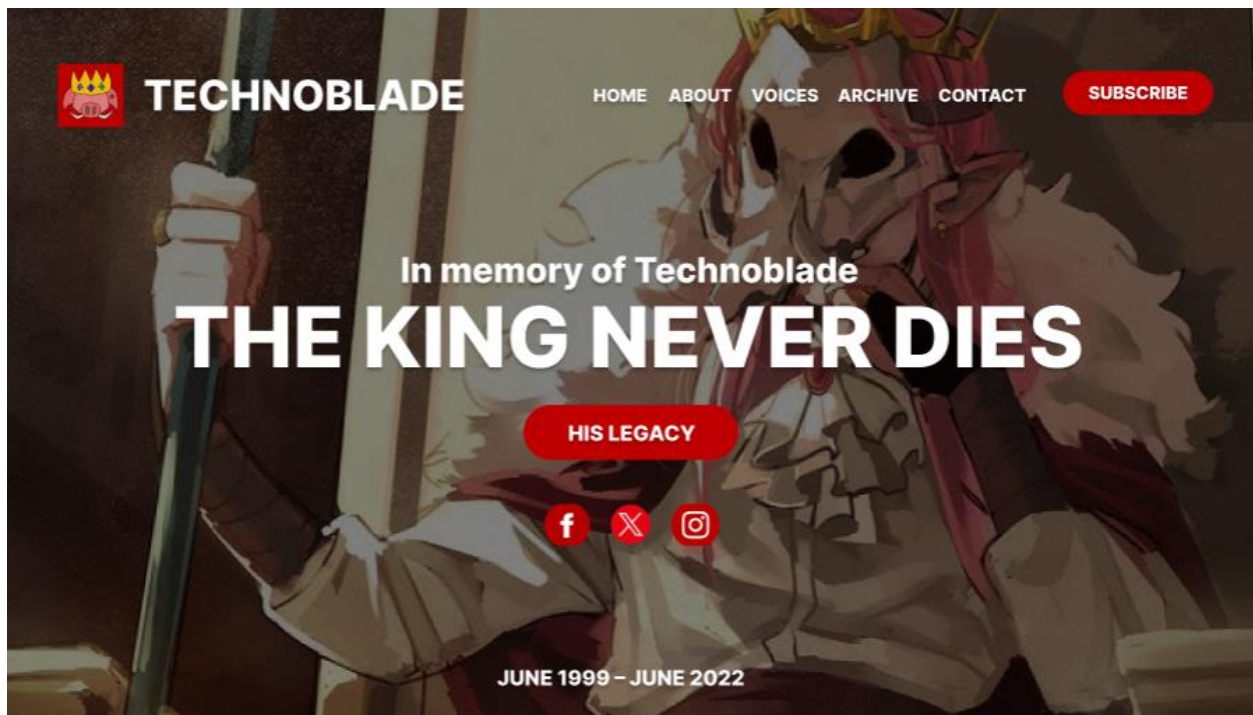 TECHNOBLADE
HOME ABOUT VOICES ARCHIVE CONTACT SUBSCRIBE
In memory of Technoblade
THE KING NEVER DIES
HIS LEGACY
JUNE 1999 – JUNE 2022